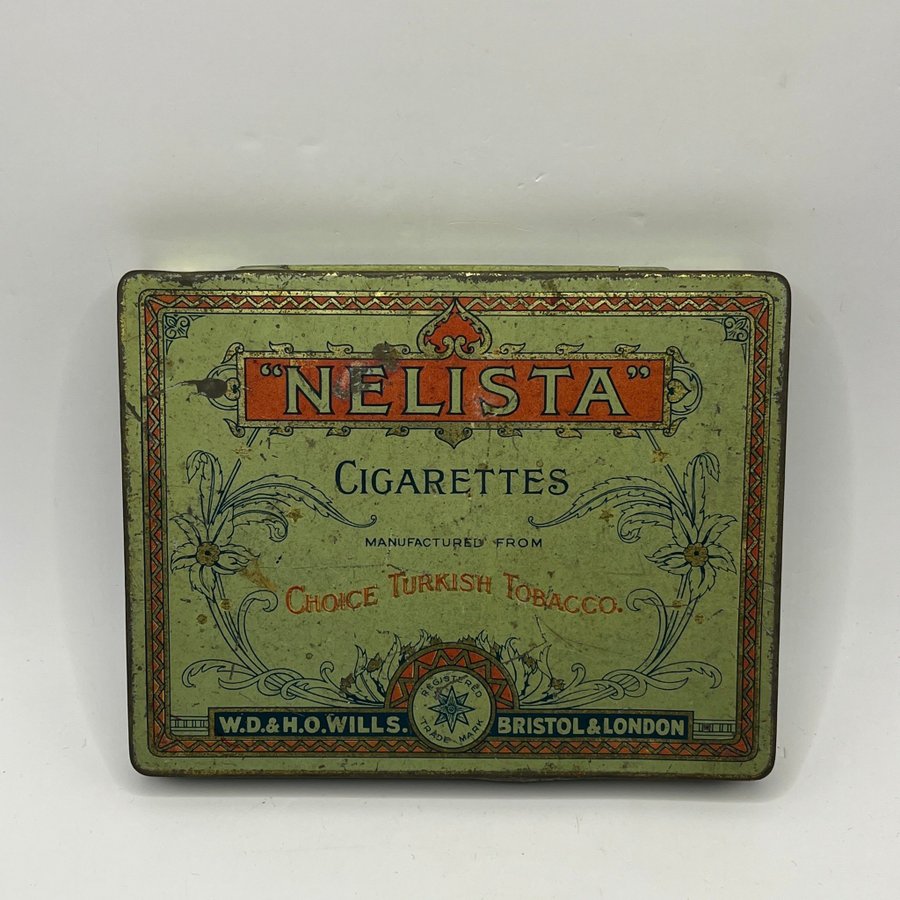 "NELISTA"
CIGARETTES
MANUFACTURED FROM
CHOICE TURKISH TOBACCO.
REGISTERED
TRADE MARK
W.D.&H.O.WILLS.
BRISTOL&LONDON